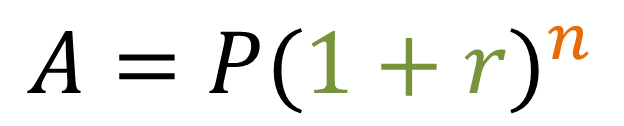 A = P(1 + r)^n